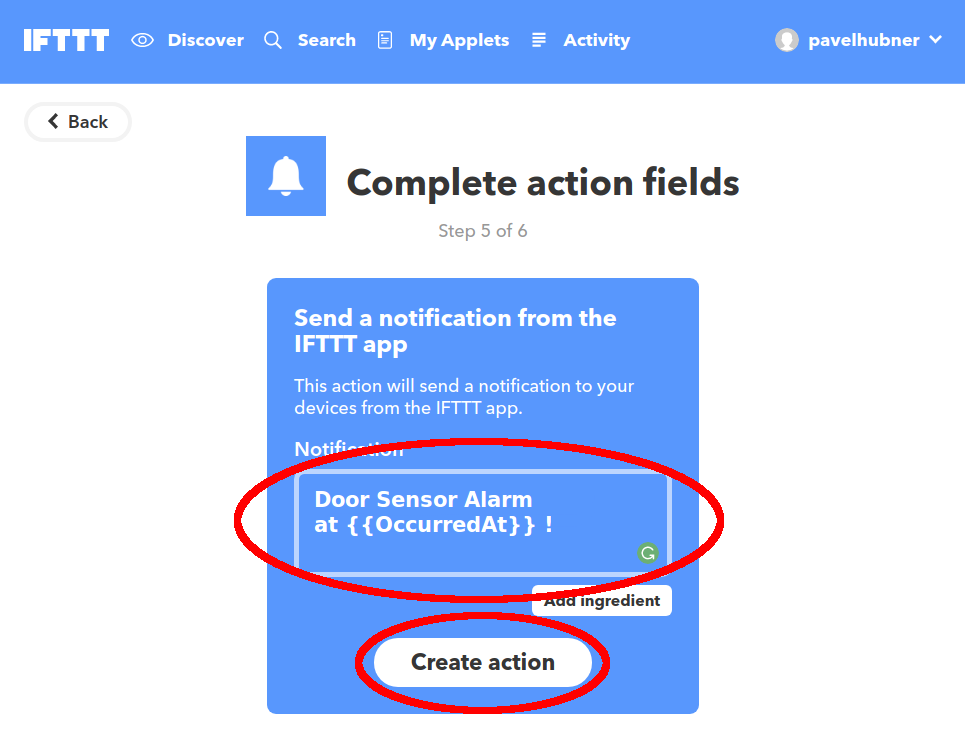 IFTTT Discover Search My Applets Activity pavelhubner
Back
Complete action fields
Step 5 of 6
Send a notification from the
IFTTT app
This action will send a notification to your
devices from the IFTTT app.
Notification
Door Sensor Alarm
at {{OccurredAt}} !
Add ingredient
Create action